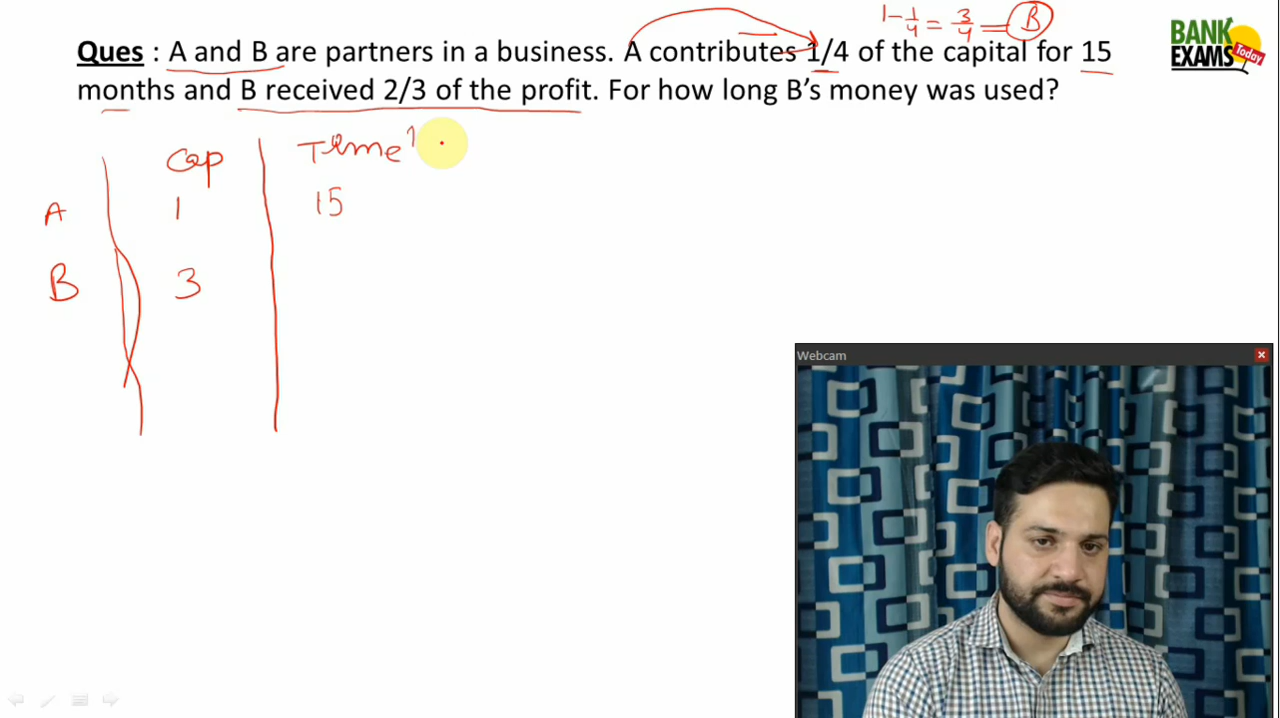 1 - 1/4 = 3/4 = B
Ques : A and B are partners in a business. A contributes 1/4 of the capital for 15
months and B received 2/3 of the profit. For how long B's money was used?
BANK
EXAMS Today
Cap Time
A 1 15
B 3
Webcam